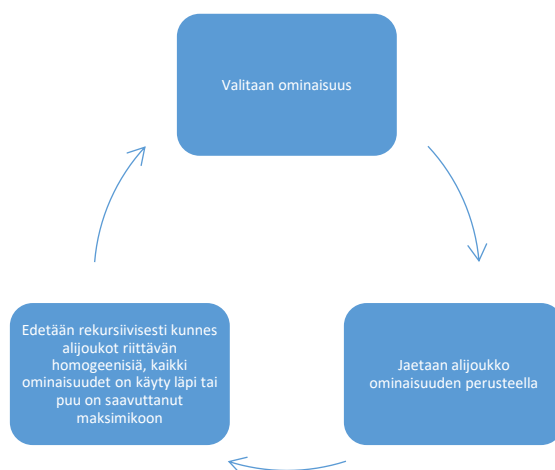 Valitaan ominaisuus
Jaetaan alijoukko
ominaisuuden perusteella
Edetään rekursiivisesti kunnes
alijoukot riittävän
homogeenisiä, kaikki
ominaisuudet on käyty läpi tai
puu on saavuttanut
maksimikoon